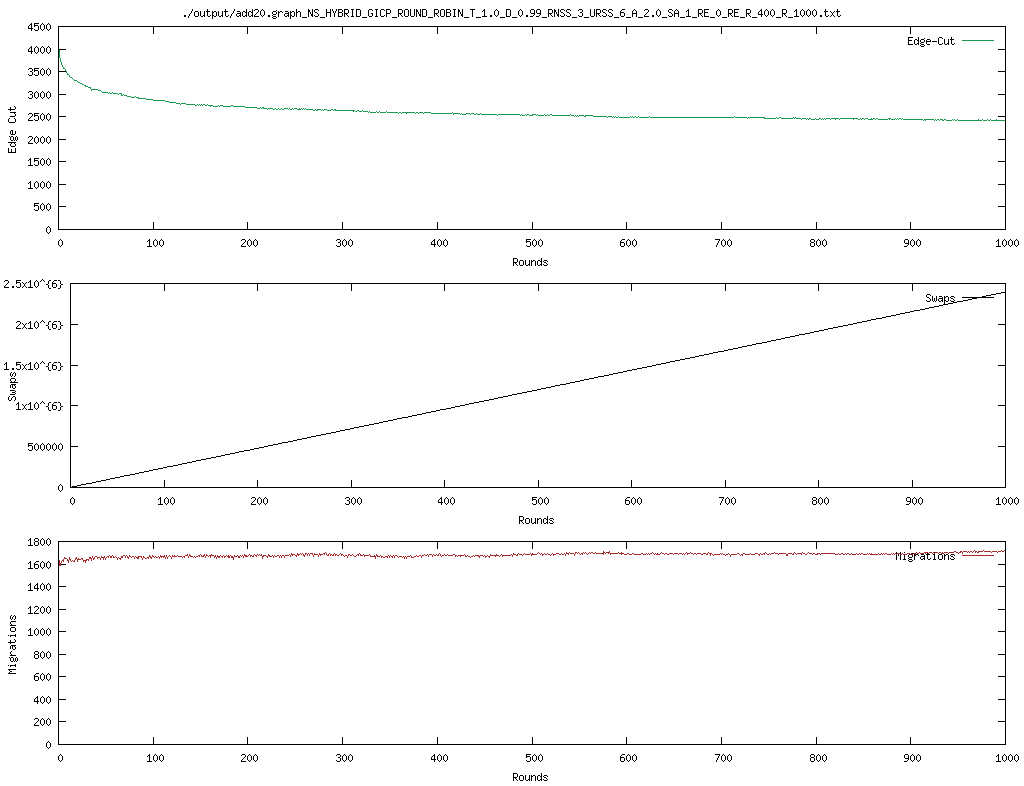 ./output/add20.graph_NS_HYBRID_GICP_ROUND_ROBIN_T_1.0_D_0.99_RNSS_3_URSS_6_A_2.0_SA_1_RE_0_RE_R_400_R_1000.txt
Edge-Cut
4500
4000
3500
3000
2500
2000
1500
1000
500
0
Edge Cut
0 100 200 300 400 500 600 700 800 900 1000
Rounds
Swaps
2.5x10^{6}
2x10^{6}
1.5x10^{6}
1x10^{6}
500000
0
Swaps
0 100 200 300 400 500 600 700 800 900 1000
Rounds
Migrations
1800
1600
1400
1200
1000
800
600
400
200
0
Migrations
0 100 200 300 400 500 600 700 800 900 1000
Rounds